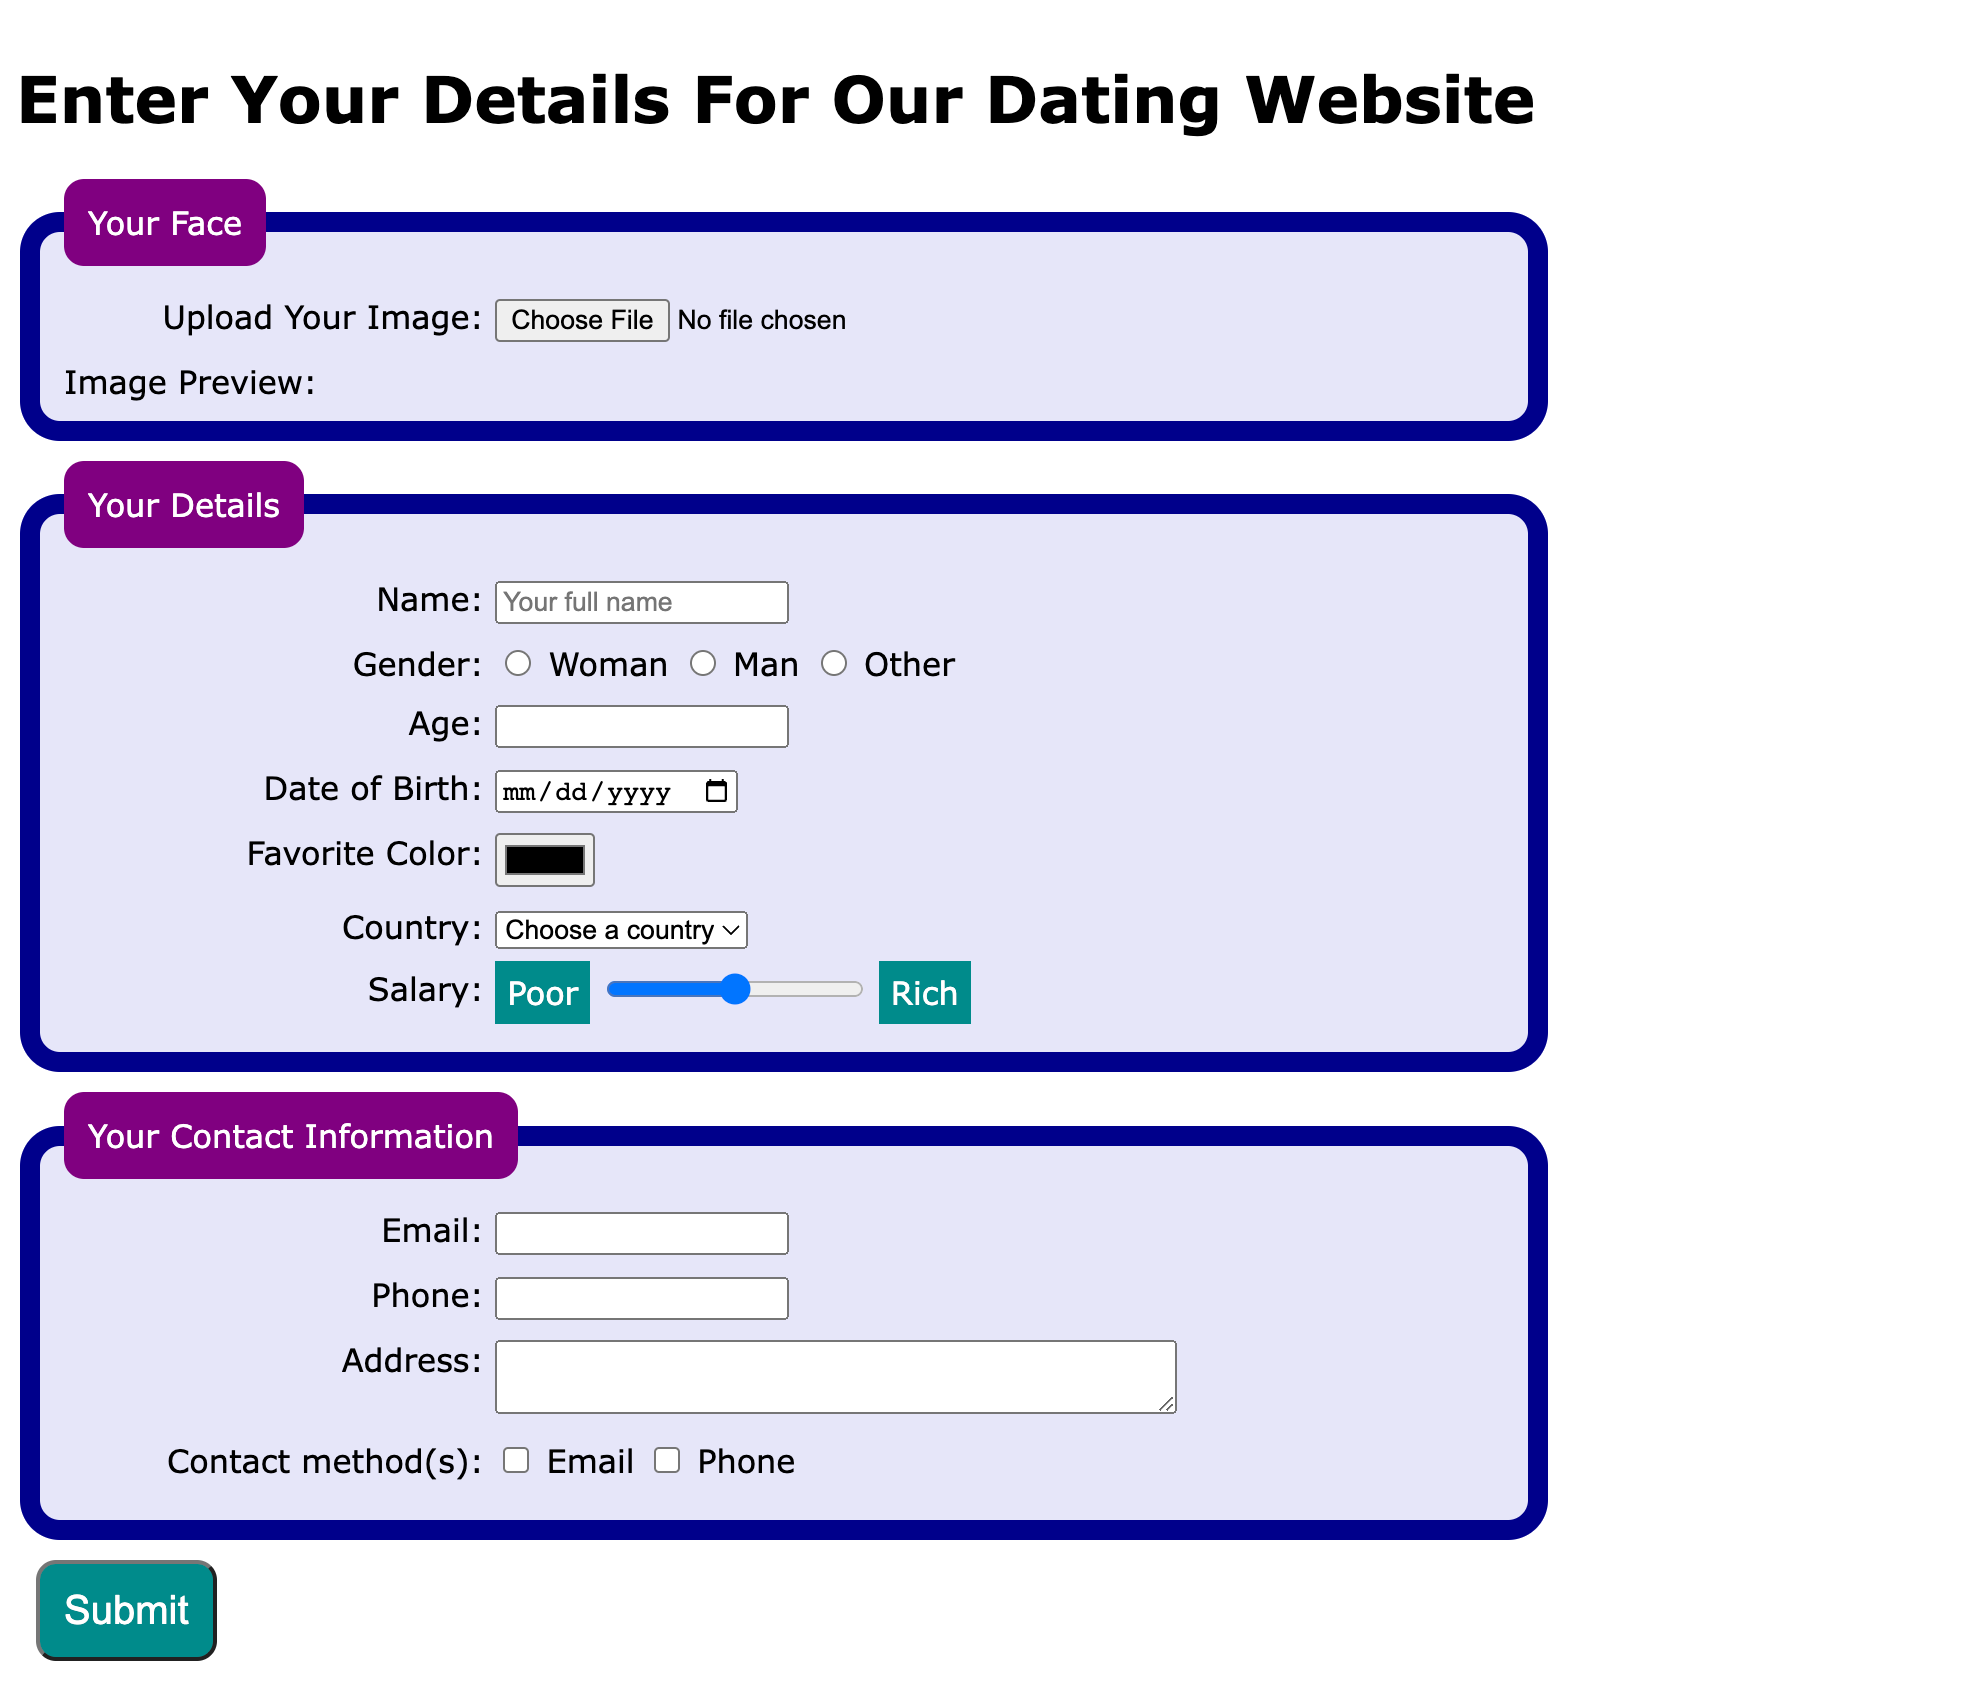 Enter Your Details For Our Dating Website
Your Face
Upload Your Image: Choose File No file chosen
Image Preview:
Your Details
Name: Your full name
Gender: Woman Man Other
Age:
Date of Birth: mm/dd/yyyy
Favorite Color:
Country: Choose a country
Salary: Poor Rich
Your Contact Information
Email:
Phone:
Address:
Contact method(s): Email Phone
Submit